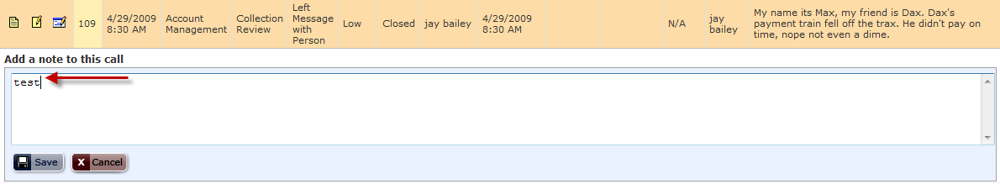 109 4/29/2009 8:30 AM Account Management Collection Review Left Message with Person Low Closed jay bailey 4/29/2009 8:30 AM N/A jay bailey My name its Max, my friend is Dax. Dax's payment train fell off the trax. He didn't pay on time, nope not even a dime.
Add a note to this call
test
Save Cancel